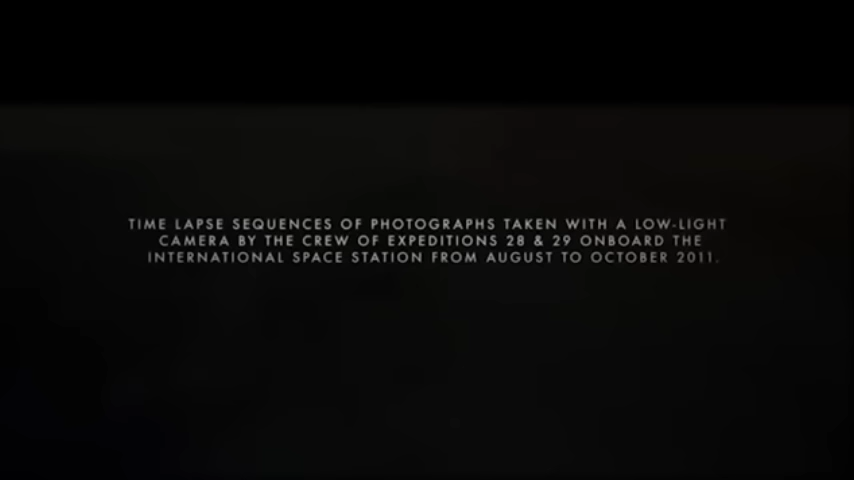 TIME LAPSE SEQUENCES OF PHOTOGRAPHS TAKEN WITH A LOW-LIGHT
CAMERA BY THE CREW OF EXPEDITIONS 28 & 29 ONBOARD THE
INTERNATIONAL SPACE STATION FROM AUGUST TO OCTOBER 2011.